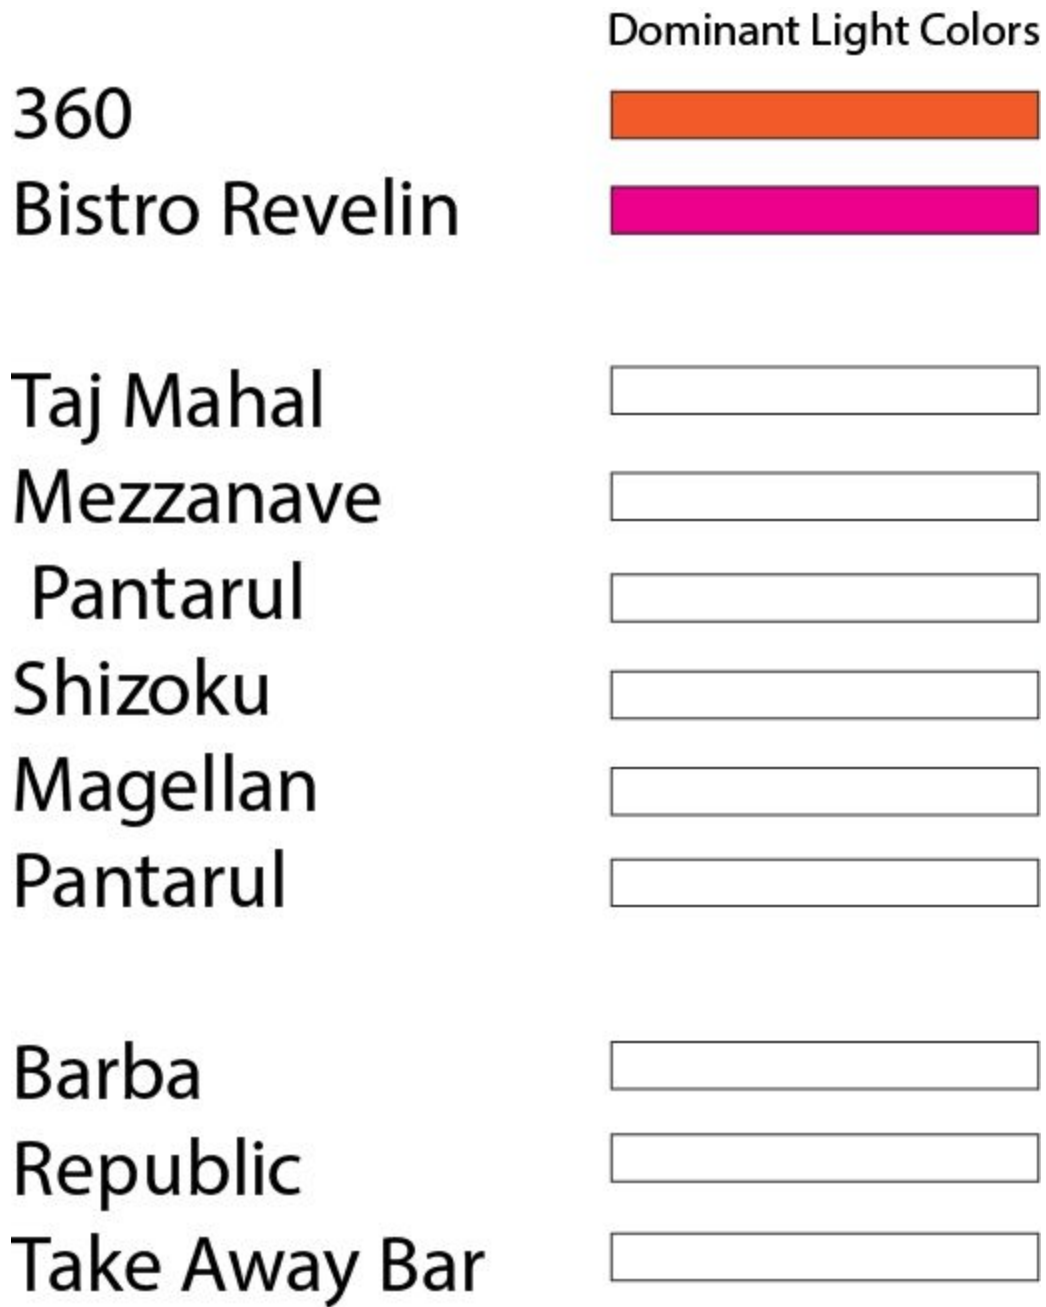 Dominant Light Colors
360
Bistro Revelin
Taj Mahal
Mezzanave
Pantarul
Shizoku
Magellan
Pantarul
Barba
Republic
Take Away Bar